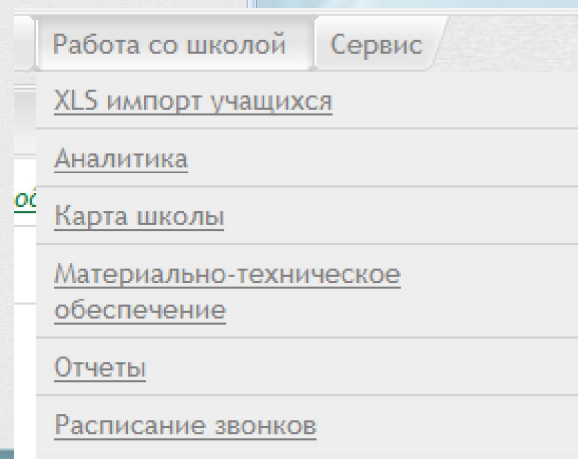 Работа со школой Сервис
XLS импорт учащихся
Аналитика
Карта школы
Материально-техническое
обеспечение
Отчеты
Расписание звонков